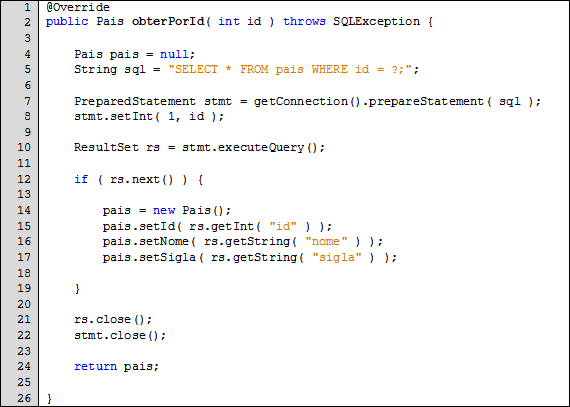 1 @Override
2 public Pais obterPorId( int id ) throws SQLException {
3
4     Pais pais = null;
5     String sql = "SELECT * FROM pais WHERE id = ?;";
6
7     PreparedStatement stmt = getConnection().prepareStatement( sql );
8     stmt.setInt( 1, id );
9
10     ResultSet rs = stmt.executeQuery();
11
12     if ( rs.next() ) {
13
14         pais = new Pais();
15         pais.setId( rs.getInt( "id" ) );
16         pais.setNome( rs.getString( "nome" ) );
17         pais.setSigla( rs.getString( "sigla" ) );
18
19     }
20
21     rs.close();
22     stmt.close();
23
24     return pais;
25
26 }